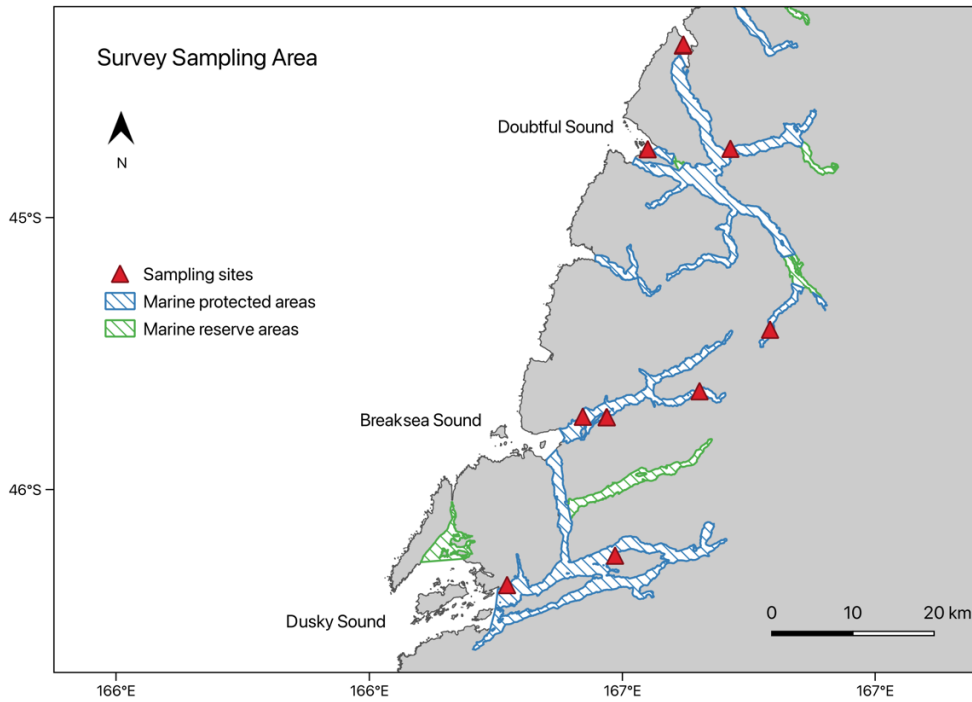 Survey Sampling Area
N
Doubtful Sound
45°S
Sampling sites
Marine protected areas
Marine reserve areas
Breaksea Sound
46°S
Dusky Sound
0 10 20 km
166°E 166°E 167°E 167°E